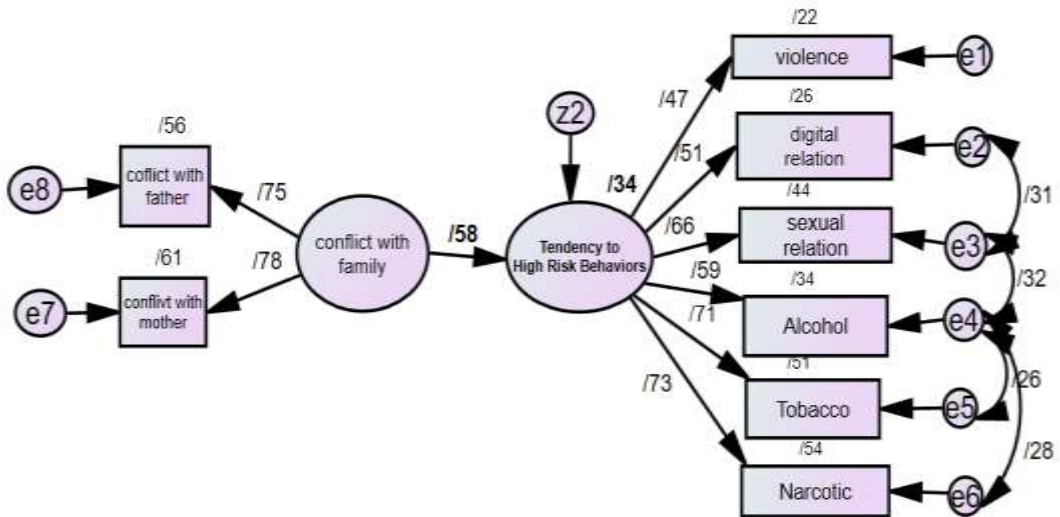 /22
violence
e1
/47
/26
z2
digital
relation
e2
/56
/51
/31
coflict with
father
e8
/75
/34
/44
/66
sexual
relation
e3
conflict with
family
/58
Tendency to
High Risk Behaviors
/61
/78
/59
/34
/32
conflivt with
mother
e7
Alcohol
e4
/71
/51
/26
/73
Tobacco
e5
/54
/28
Narcotic
e6